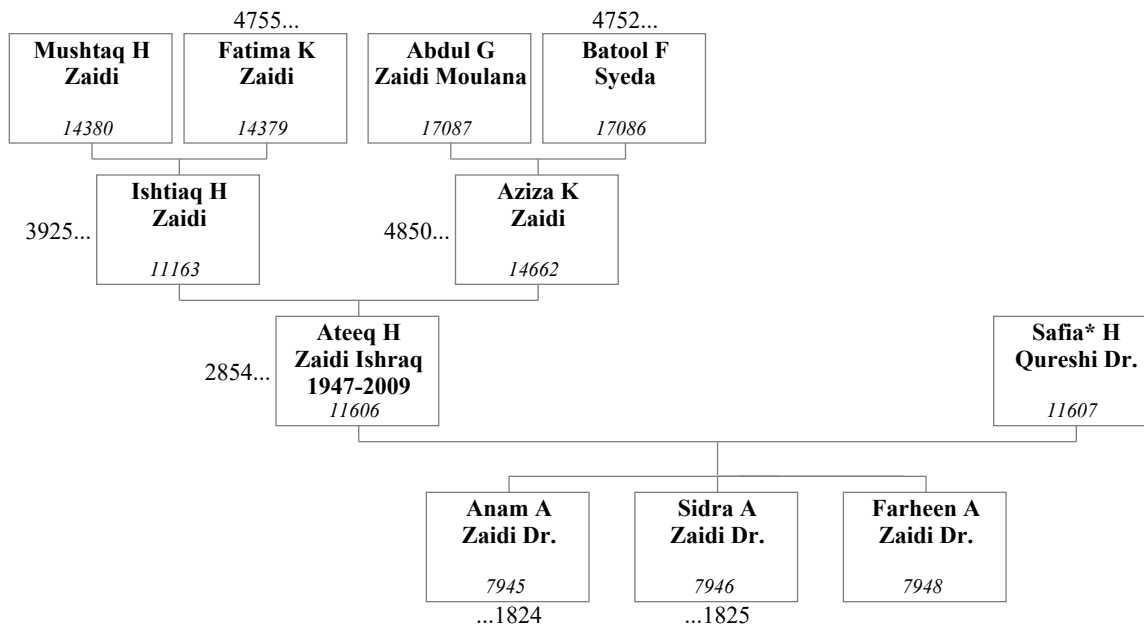 4755...
4752...
Mushtaq H
Zaidi
14380
Fatima K
Zaidi
14379
Abdul G
Zaidi Moulana
17087
Batool F
Syeda
17086
3925...
Ishtiaq H
Zaidi
11163
4850...
Aziza K
Zaidi
14662
2854...
Ateeq H
Zaidi Ishraq
1947-2009
11606
Safia* H
Qureshi Dr.
11607
Anam A
Zaidi Dr.
7945
...1824
Sidra A
Zaidi Dr.
7946
...1825
Farheen A
Zaidi Dr.
7948